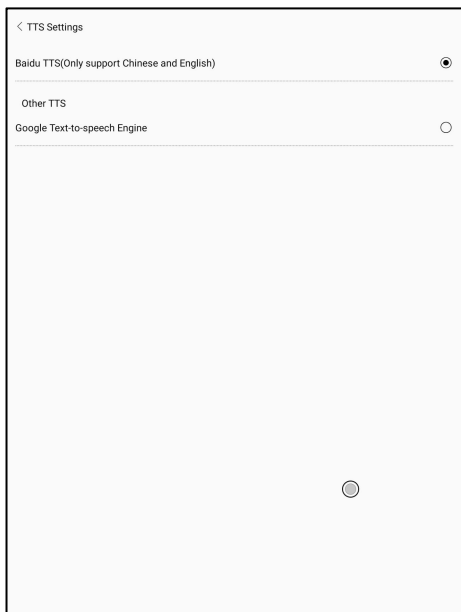 TTS Settings
Baidu TTS(Only support Chinese and English)
Other TTS
Google Text-to-speech Engine